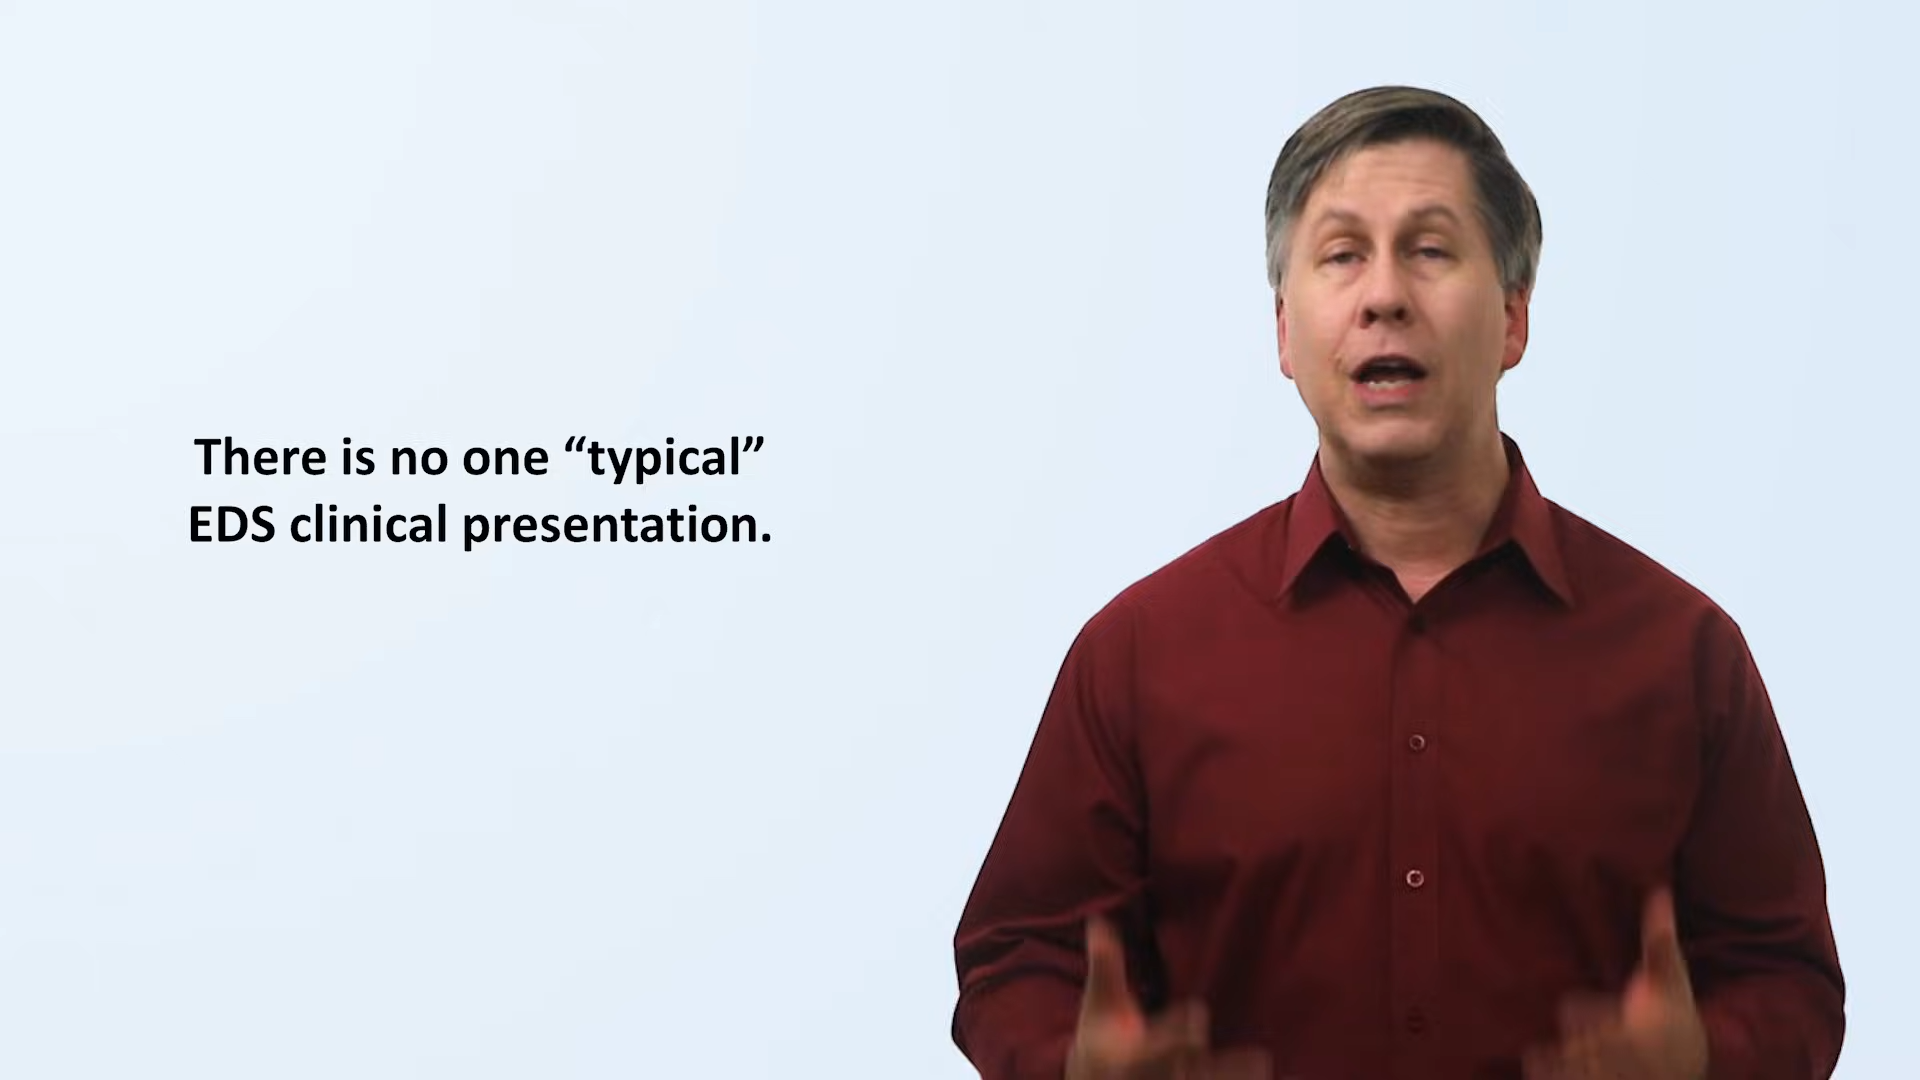 There is no one “typical”
EDS clinical presentation.